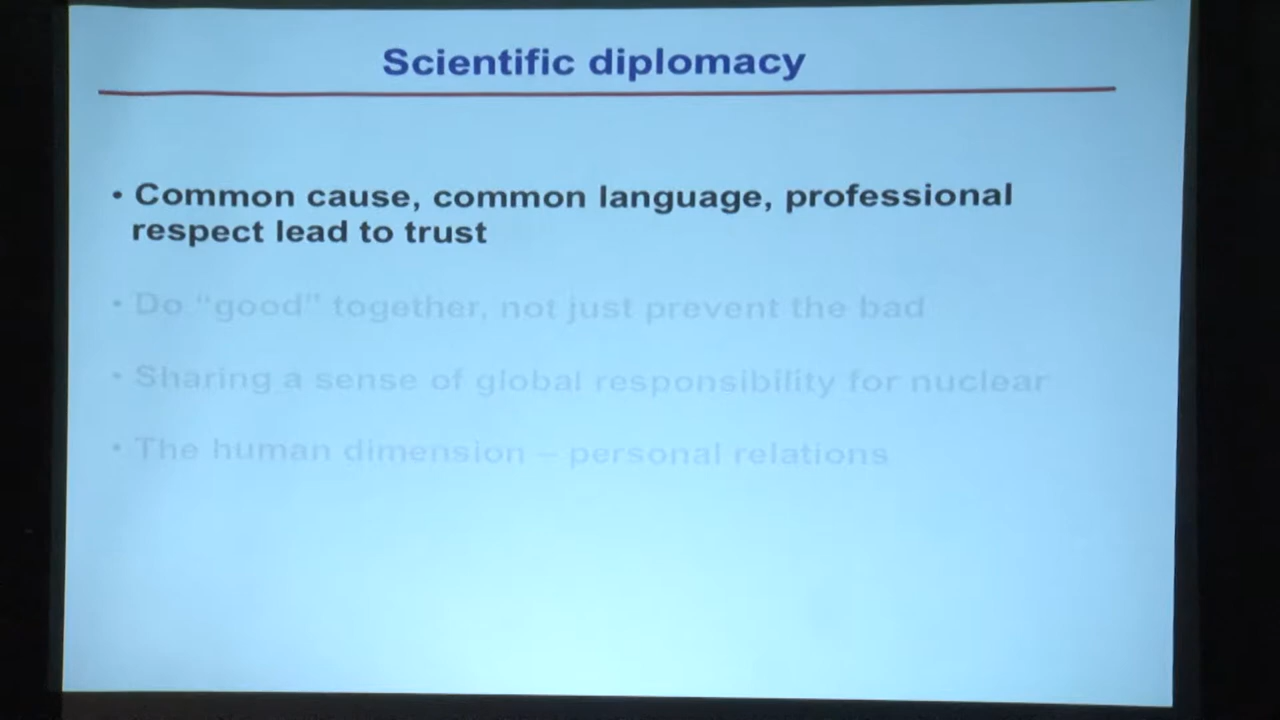 Scientific diplomacy
• Common cause, common language, professional
respect lead to trust
• Do “good” together, not just prevent the bad
• Sharing a sense of global responsibility for nuclear
• The human dimension – personal relations